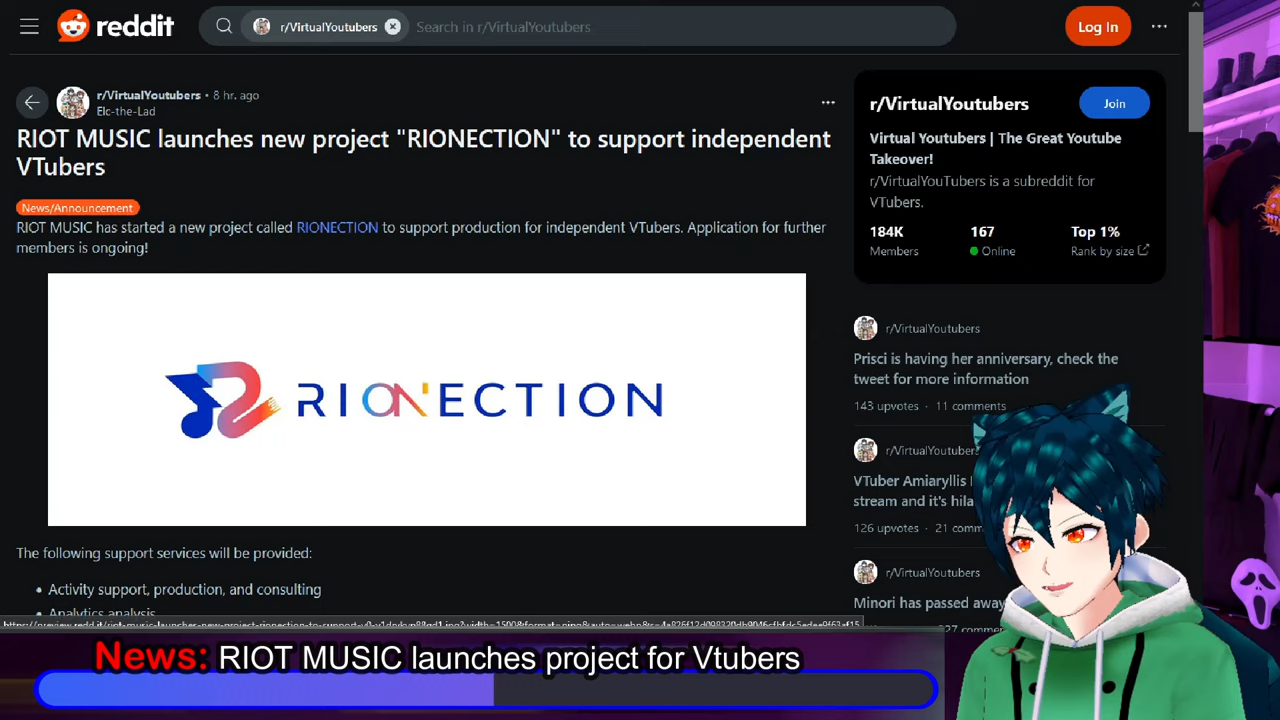 reddit
r/VirtualYoutubers
Search in r/VirtualYoutubers
Log In
r/VirtualYoutubers • 8 hr. ago
Elc-the-Lad
RIOT MUSIC launches new project "RIONECTION" to support independent
VTubers
News/Announcement
RIOT MUSIC has started a new project called RIONECTION to support production for independent VTubers. Application for further
members is ongoing!
RIONECTION
The following support services will be provided:
• Activity support, production, and consulting
• Analytics analysis
r/VirtualYoutubers
Join
Virtual Youtubers | The Great Youtube
Takeover!
r/VirtualYouTubers is a subreddit for
VTubers.
184K
167
Top 1%
Members
Online
Rank by size
r/VirtualYoutubers
Prisci is having her anniversary, check the
tweet for more information
143 upvotes • 11 comments
r/VirtualYoutubers
VTuber Amiaryllis
stream and it's
126 upvotes • 21
r/VirtualYoutubers
Minori has passed away
News: RIOT MUSIC launches project for Vtubers